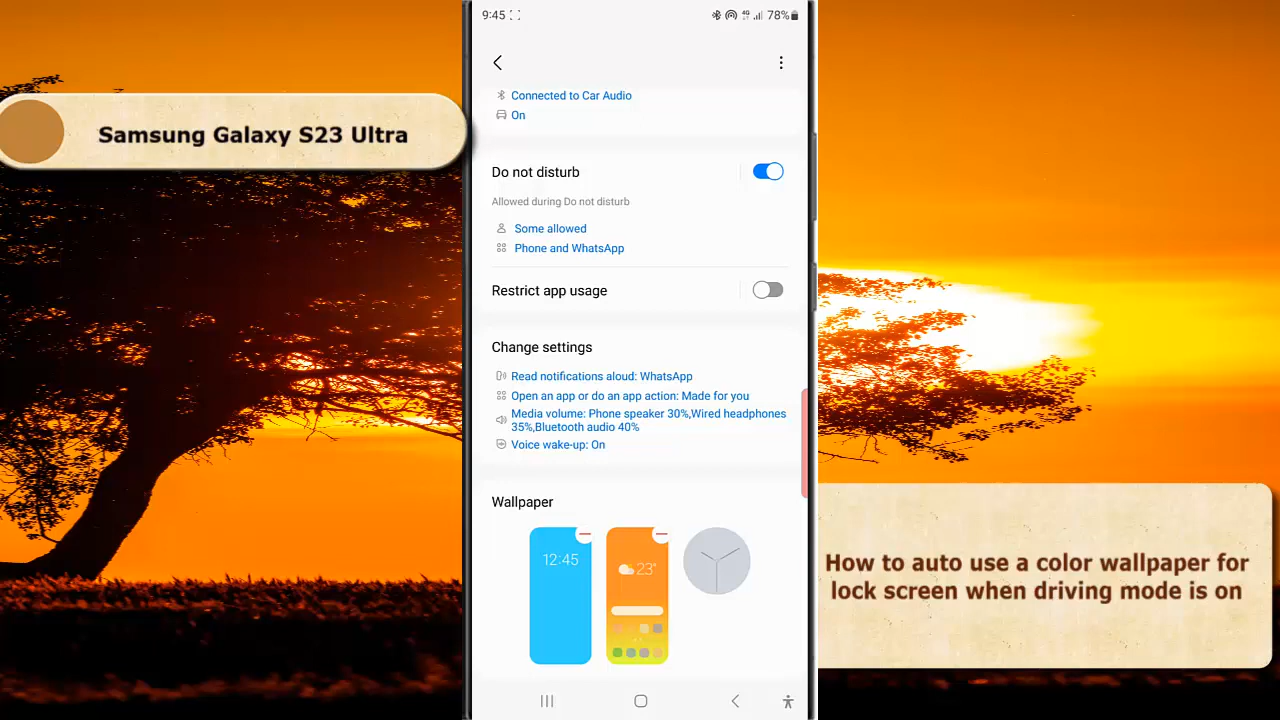 Samsung Galaxy S23 Ultra
9:45
4G
78%
Connected to Car Audio
On
Do not disturb
Allowed during Do not disturb
Some allowed
Phone and WhatsApp
Restrict app usage
Change settings
Read notifications aloud: WhatsApp
Open an app or do an app action: Made for you
Media volume: Phone speaker 30%,Wired headphones
35%,Bluetooth audio 40%
Voice wake-up: On
Wallpaper
12:45
23°
How to auto use a color wallpaper for
lock screen when driving mode is on